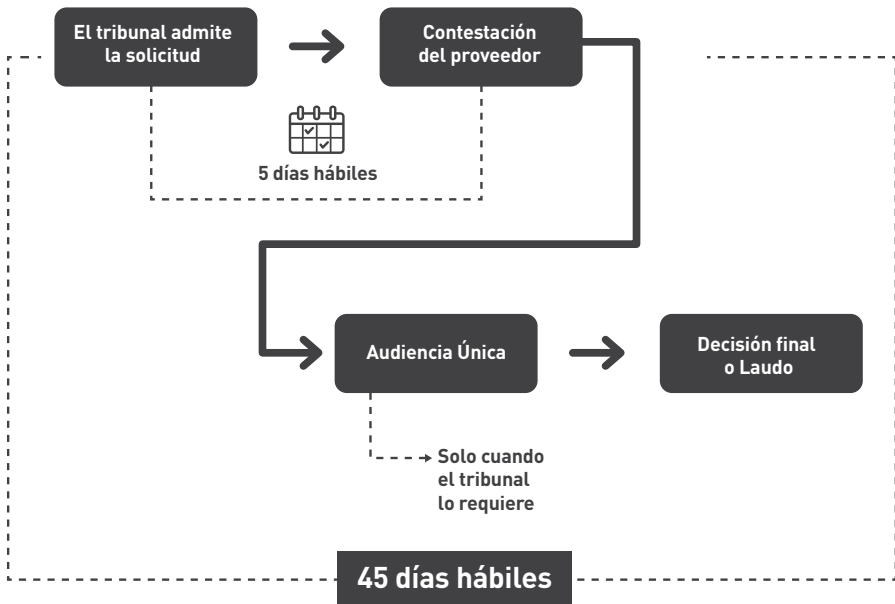 El tribunal admite
la solicitud
Contestación
del proveedor
5 días hábiles
Audiencia Única
Decisión final
o Laudo
Solo cuando
el tribunal
lo requiere
45 días hábiles